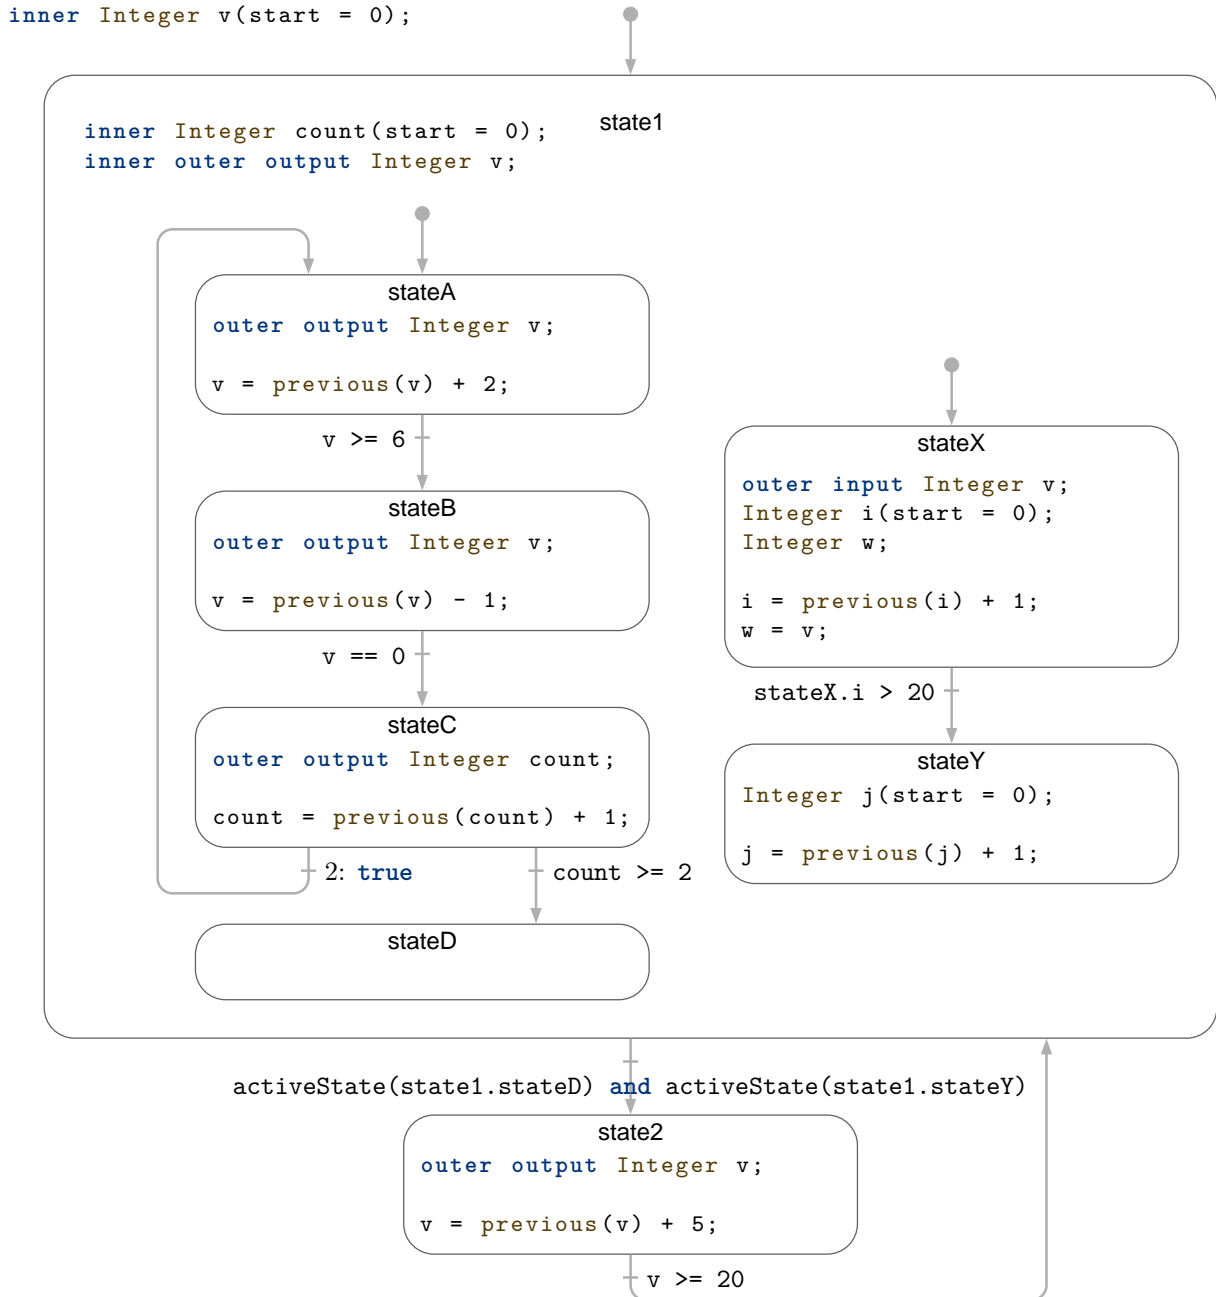 inner Integer v(start = 0);
state1
inner Integer count(start = 0);
inner outer output Integer v;
stateA
outer output Integer v;
v = previous(v) + 2;
v >= 6
stateB
outer output Integer v;
v = previous(v) - 1;
v == 0
stateC
outer output Integer count;
count = previous(count) + 1;
2: true
count >= 2
stateD
stateX
outer input Integer v;
Integer i(start = 0);
Integer w;
i = previous(i) + 1;
w = v;
stateX.i > 20
stateY
Integer j(start = 0);
j = previous(j) + 1;
activeState(state1.stateD) and activeState(state1.stateY)
state2
outer output Integer v;
v = previous(v) + 5;
v >= 20